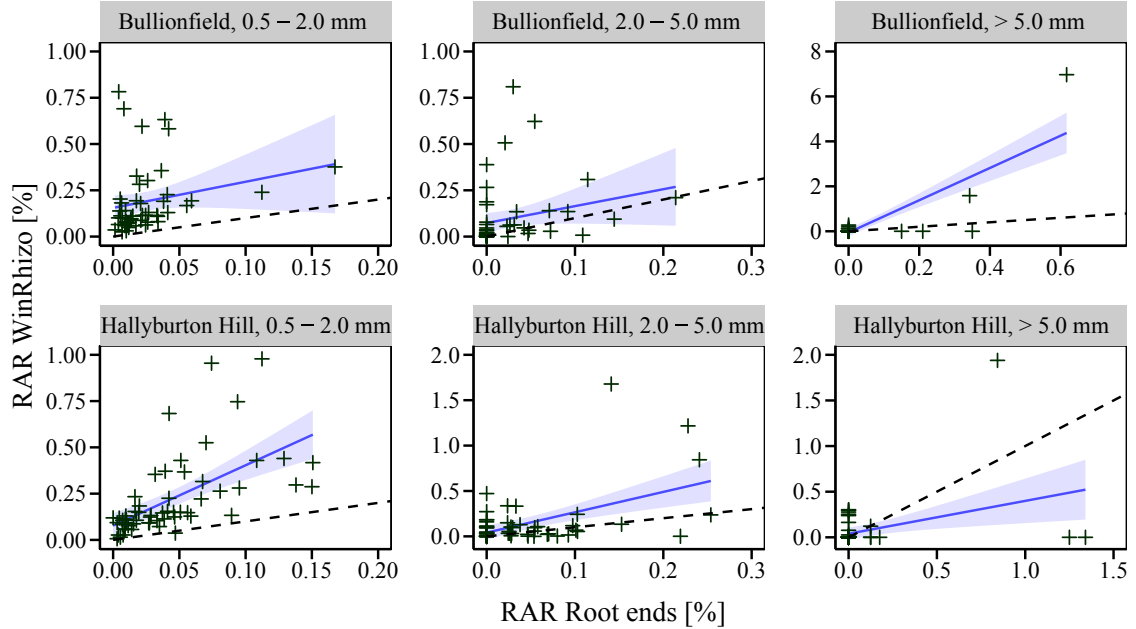 Bullionfield, 0.5 − 2.0 mm
Bullionfield, 2.0 − 5.0 mm
Bullionfield, > 5.0 mm
1.00
0.75
0.50
0.25
0.00
0.00 0.05 0.10 0.15 0.20
1.00
0.75
0.50
0.25
0.00
0.0 0.1 0.2 0.3
8
6
4
2
0
0.0 0.2 0.4 0.6
RAR WinRhizo [%]
Hallyburton Hill, 0.5 − 2.0 mm
Hallyburton Hill, 2.0 − 5.0 mm
Hallyburton Hill, > 5.0 mm
1.00
0.75
0.50
0.25
0.00
0.00 0.05 0.10 0.15 0.20
2.0
1.5
1.0
0.5
0.0
0.0 0.1 0.2 0.3
2.0
1.5
1.0
0.5
0.0
0.0 0.5 1.0 1.5
RAR Root ends [%]